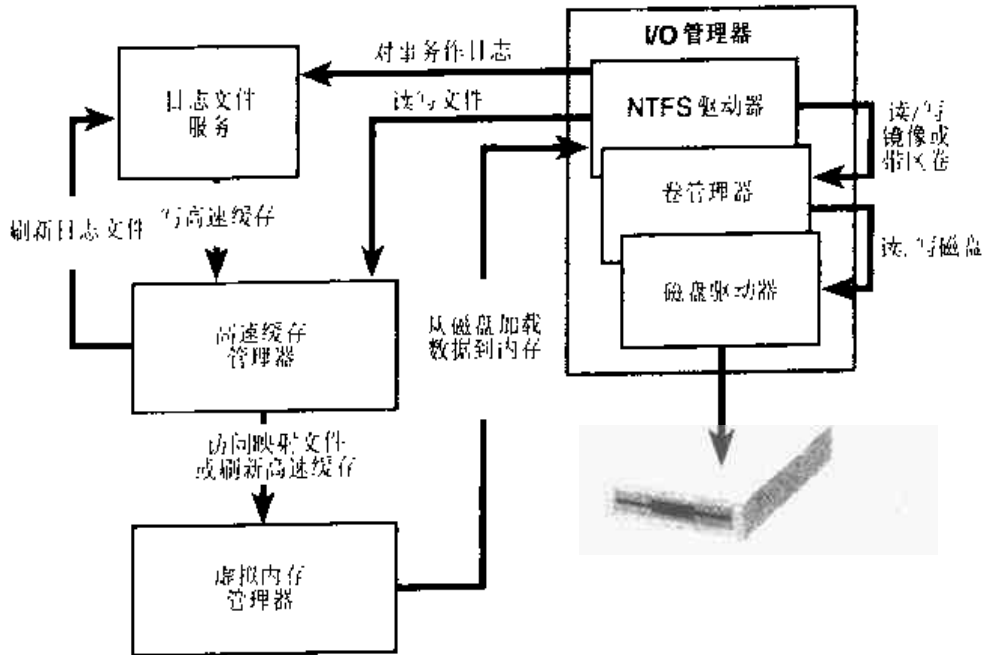 I/O 管理器
对事务作日志
日志文件
服务
读写文件
NTFS 驱动器
读/写
镜像或
带区卷
卷管理器
刷新日志文件
写高速缓存
读/写磁盘
磁盘驱动器
高速缓存
管理器
从磁盘加载
数据到内存
访问映射文件
或刷新高速缓存
虚拟内存
管理器